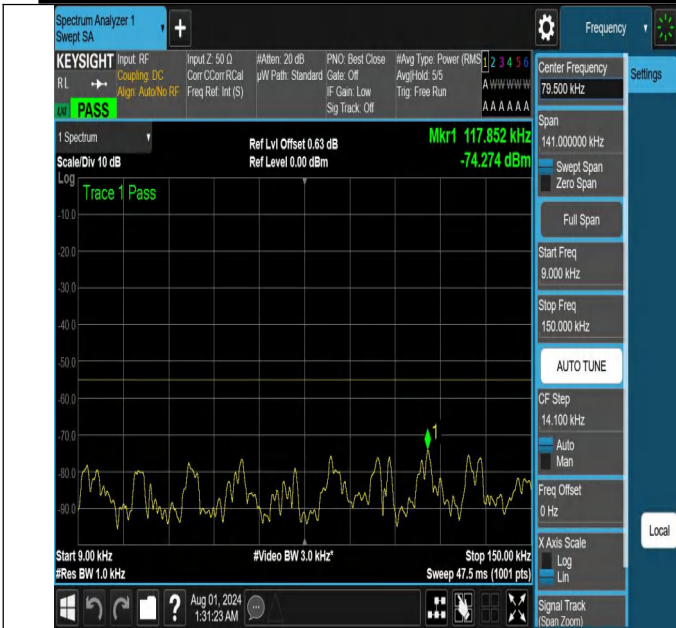 Spectrum Analyzer 1
Swept SA
+
Frequency
KEYSIGHT
RL
PASS
Input: RF
Coupling: DC
Align: Auto/No RF
Input Z: 50 Ω
Corr CCorr RCal
Freq Ref: Int (S)
#Atten: 20 dB
µW Path: Standard
PNO: Best Close
Gate: Off
IF Gain: Low
Sig Track: Off
#Avg Type: Power (RMS
Avg|Hold: 5/5
Trig: Free Run
1 2 3 4 5 6
A W W W W W
A A A A A A
Center Frequency
79.500 kHz
Settings
1 Spectrum
Scale/Div 10 dB
Ref Lvl Offset 0.63 dB
Ref Level 0.00 dBm
Mkr1 117.852 kHz
-74.274 dBm
Span
141.000000 kHz
Swept Span
Zero Span
Log
Trace 1 Pass
-10.0
-20.0
-30.0
-40.0
-50.0
-60.0
-70.0
-80.0
-90.0
1
Full Span
Start Freq
9.000 kHz
Stop Freq
150.000 kHz
AUTO TUNE
CF Step
14.100 kHz
Auto
Man
Freq Offset
0 Hz
X Axis Scale
Log
Lin
Local
Signal Track
(Span Zoom)
Start 9.00 kHz
#Res BW 1.0 kHz
#Video BW 3.0 kHz*
Stop 150.00 kHz
Sweep 47.5 ms (1001 pts)
?
Aug 01, 2024
1:31:23 AM